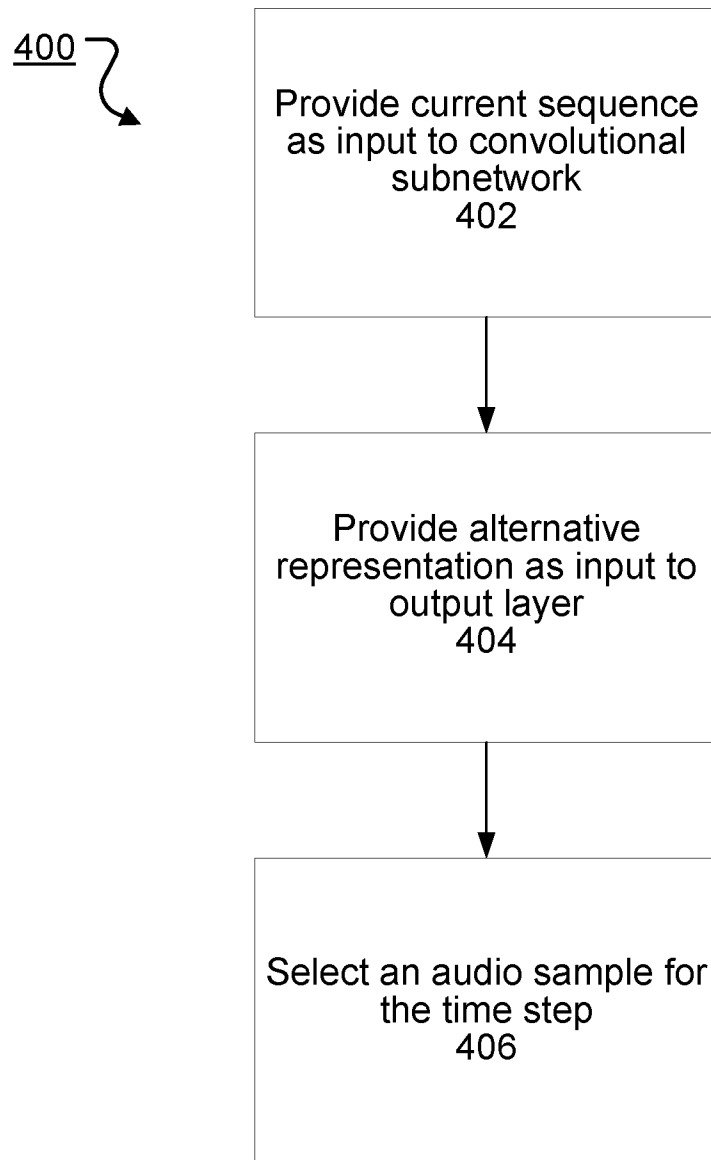 400
Provide current sequence
as input to convolutional
subnetwork
402
Provide alternative
representation as input to
output layer
404
Select an audio sample for
the time step
406